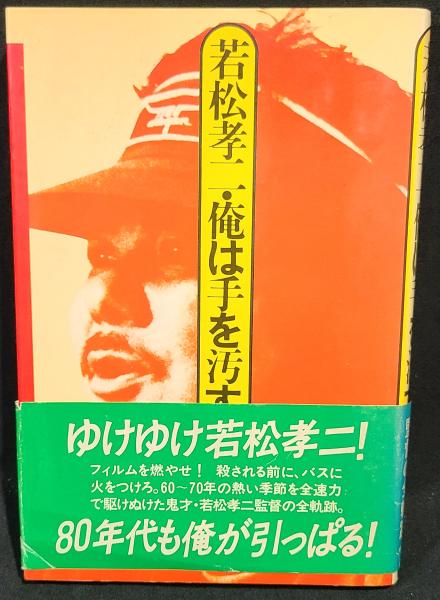 若松孝二・俺は手を汚す
ゆけゆけ若松孝二!
フィルムを燃やせ! 殺される前に、バスに
火をつけろ。60〜70年の熱い季節を全速力
で駆けぬけた鬼才・若松孝二監督の全軌跡。
80年代も俺が引っぱる!